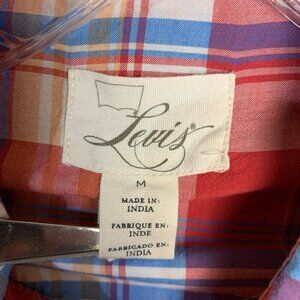 Levi's®
M
MADE IN:
INDIA
FABRIQUE EN:
INDE
FABRICADO EN:
INDIA